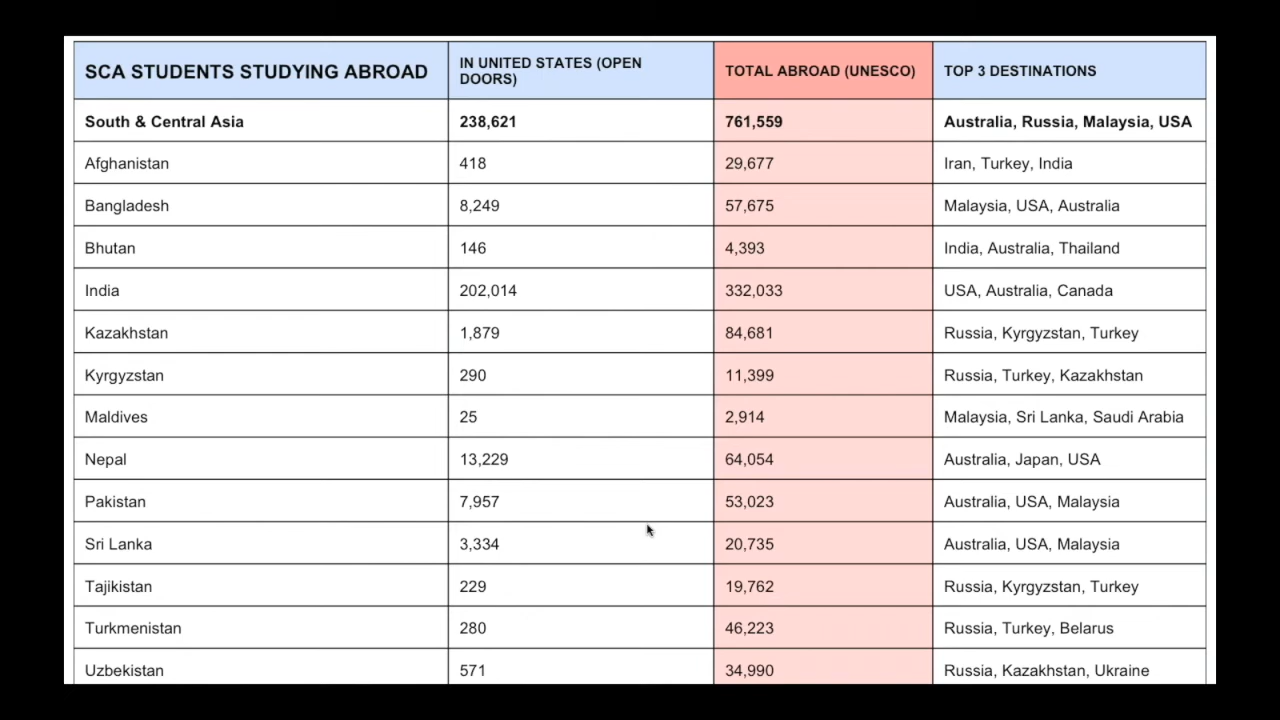 SCA STUDENTS STUDYING ABROAD IN UNITED STATES (OPEN DOORS) TOTAL ABROAD (UNESCO) TOP 3 DESTINATIONS
South & Central Asia 238,621 761,559 Australia, Russia, Malaysia, USA
Afghanistan 418 29,677 Iran, Turkey, India
Bangladesh 8,249 57,675 Malaysia, USA, Australia
Bhutan 146 4,393 India, Australia, Thailand
India 202,014 332,033 USA, Australia, Canada
Kazakhstan 1,879 84,681 Russia, Kyrgyzstan, Turkey
Kyrgyzstan 290 11,399 Russia, Turkey, Kazakhstan
Maldives 25 2,914 Malaysia, Sri Lanka, Saudi Arabia
Nepal 13,229 64,054 Australia, Japan, USA
Pakistan 7,957 53,023 Australia, USA, Malaysia
Sri Lanka 3,334 20,735 Australia, USA, Malaysia
Tajikistan 229 19,762 Russia, Kyrgyzstan, Turkey
Turkmenistan 280 46,223 Russia, Turkey, Belarus
Uzbekistan 571 34,990 Russia, Kazakhstan, Ukraine